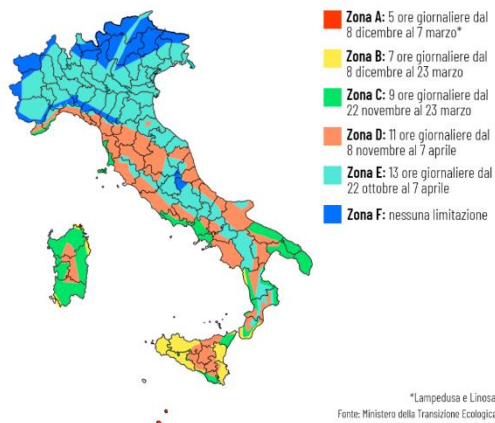 Zona A: 5 ore giornaliere dal
8 dicembre al 7 marzo*
Zona B: 7 ore giornaliere dal
8 dicembre al 23 marzo
Zona C: 9 ore giornaliere dal
22 novembre al 23 marzo
Zona D: 11 ore giornaliere dal
8 novembre al 7 aprile
Zona E: 13 ore giornaliere dal
22 ottobre al 7 aprile
Zona F: nessuna limitazione
*Lampedusa e Linosa
Fonte: Ministero della Transizione Ecologica